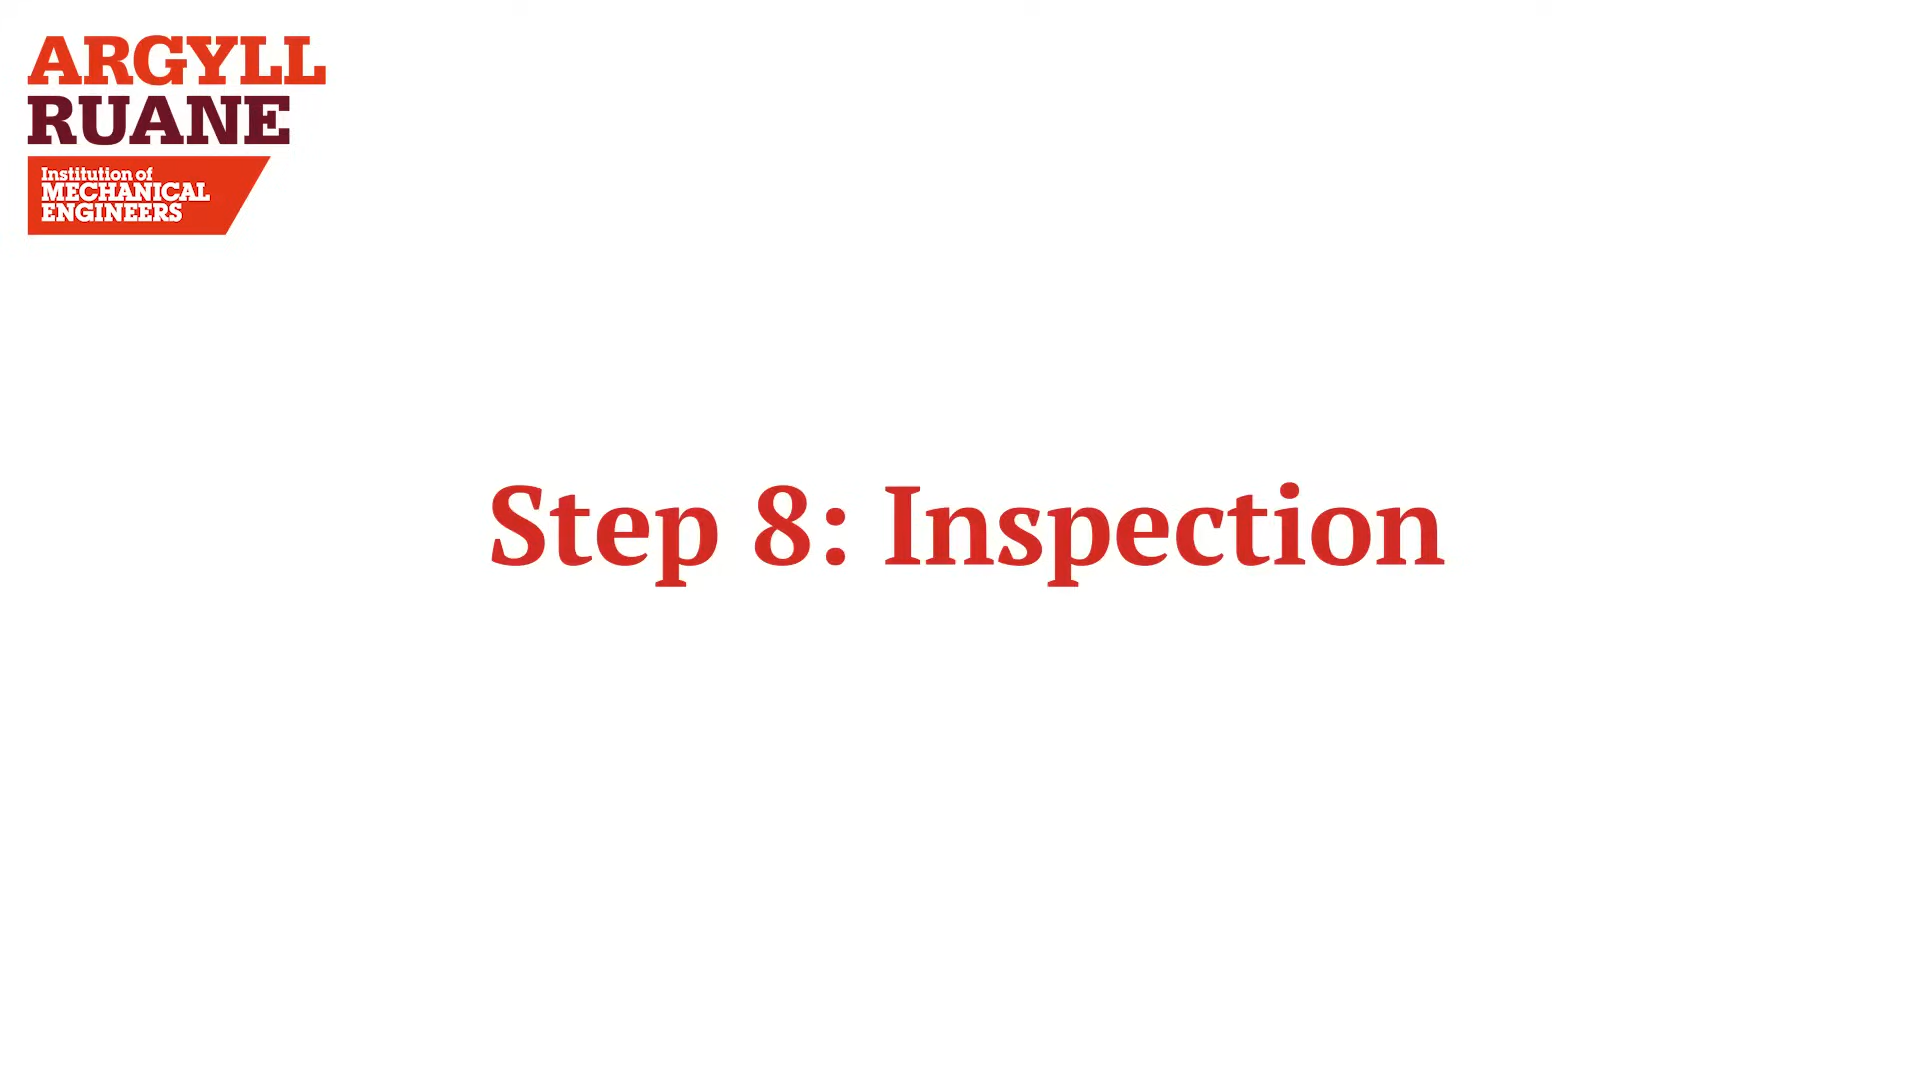 ARGYLL
RUANE
Institution of
MECHANICAL
ENGINEERS
Step 8: Inspection